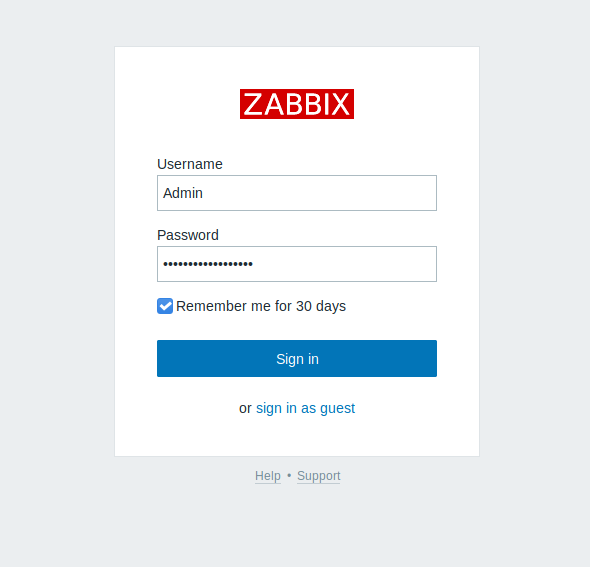 ZABBIX
Username
Admin
Password
••••••••••••••••••
Remember me for 30 days
Sign in
or sign in as guest
Help • Support